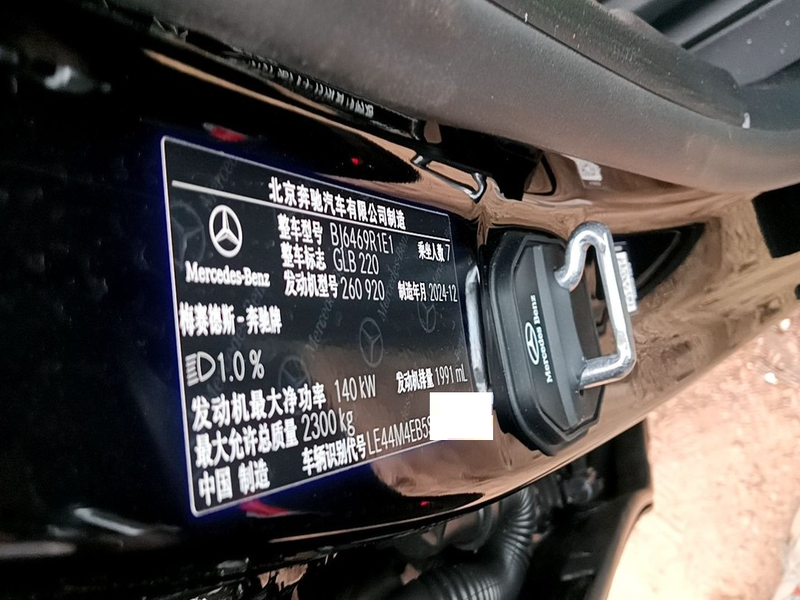 北京奔驰汽车有限公司制造
Mercedes-Benz
整车型号 BJ6469R1E1 乘坐人数 7
整车标志 GLB 220
发动机型号 260 920 制造年月 2024-12
梅赛德斯-奔驰牌
1.0 %
发动机最大净功率 140 kW 发动机排量 1991 mL
最大允许总质量 2300 kg
中国 制造 车辆识别代号 LE44M4EB5
Mercedes Benz